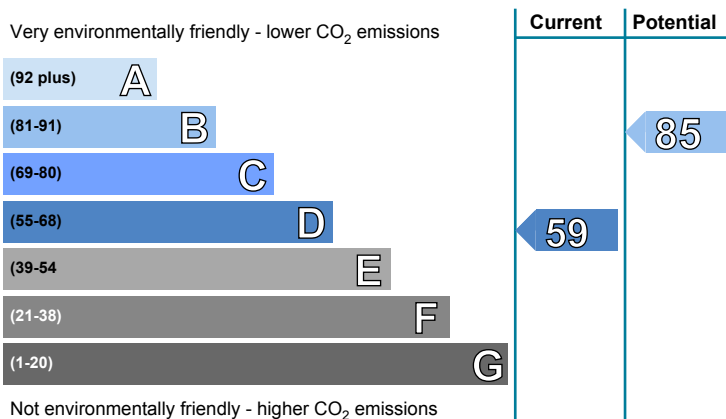 Current Potential
Very environmentally friendly - lower CO2 emissions
(92 plus) A
(81-91) B
85
(69-80) C
(55-68) D
59
(39-54 E
(21-38) F
(1-20) G
Not environmentally friendly - higher CO2 emissions